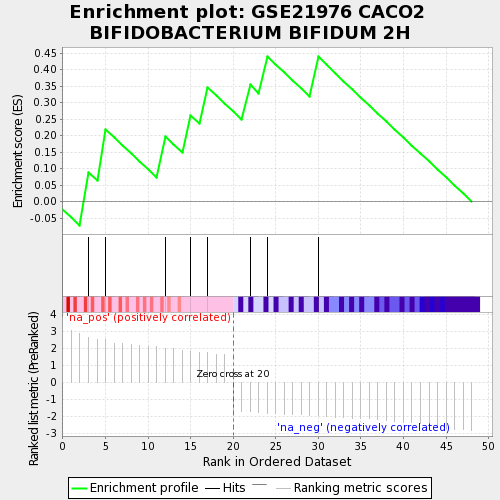 Enrichment plot: GSE21976 CACO2
BIFIDOBACTERIUM BIFIDUM 2H
Enrichment score (ES)
0.45
0.40
0.35
0.30
0.25
0.20
0.15
0.10
0.05
0.00
-0.05
Ranked list metric (PreRanked)
4
3
2
1
0
-1
-2
-3
'na_pos' (positively correlated)
Zero cross at 20
'na_neg' (negatively correlated)
0 5 10 15 20 25 30 35 40 45 50
Rank in Ordered Dataset
Enrichment profile Hits Ranking metric scores